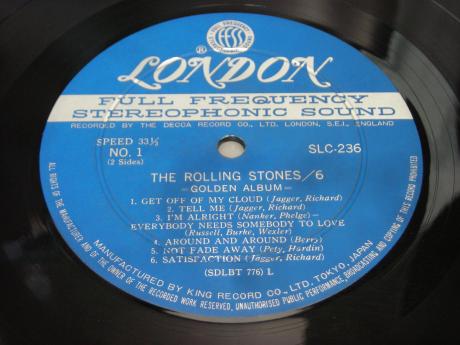 FULL FREQUENCY RANGE RECORDING
®
LONDON
FULL FREQUENCY
STEREOPHONIC SOUND
RECORDED BY THE DECCA RECORD CO., LTD. LONDON, S.E.I., ENGLAND
SPEED 33⅓
NO. 1
(2 Sides)
SLC-236
THE ROLLING STONES/6
—GOLDEN ALBUM—
1. GET OFF OF MY CLOUD (Jagger, Richard)
2. TELL ME (Jagger, Richard)
3. I'M ALRIGHT (Nanker, Phelge)—
EVERYBODY NEEDS SOMEBODY TO LOVE
(Russell, Burke, Wexler)
4. AROUND AND AROUND (Berry)
5. NOT FADE AWAY (Pety, Hardin)
6. SATISFACTION (Jagger, Richard)
(SDLBT 776) L
MANUFACTURED BY KING RECORD CO., LTD. TOKYO, JAPAN
ALL RIGHTS OF THE MANUFACTURER AND OF THE OWNER OF THE RECORDED WORK RESERVED, UNAUTHORISED PUBLIC PERFORMANCE, BROADCASTING AND COPYING OF THIS RECORD PROHIBITED